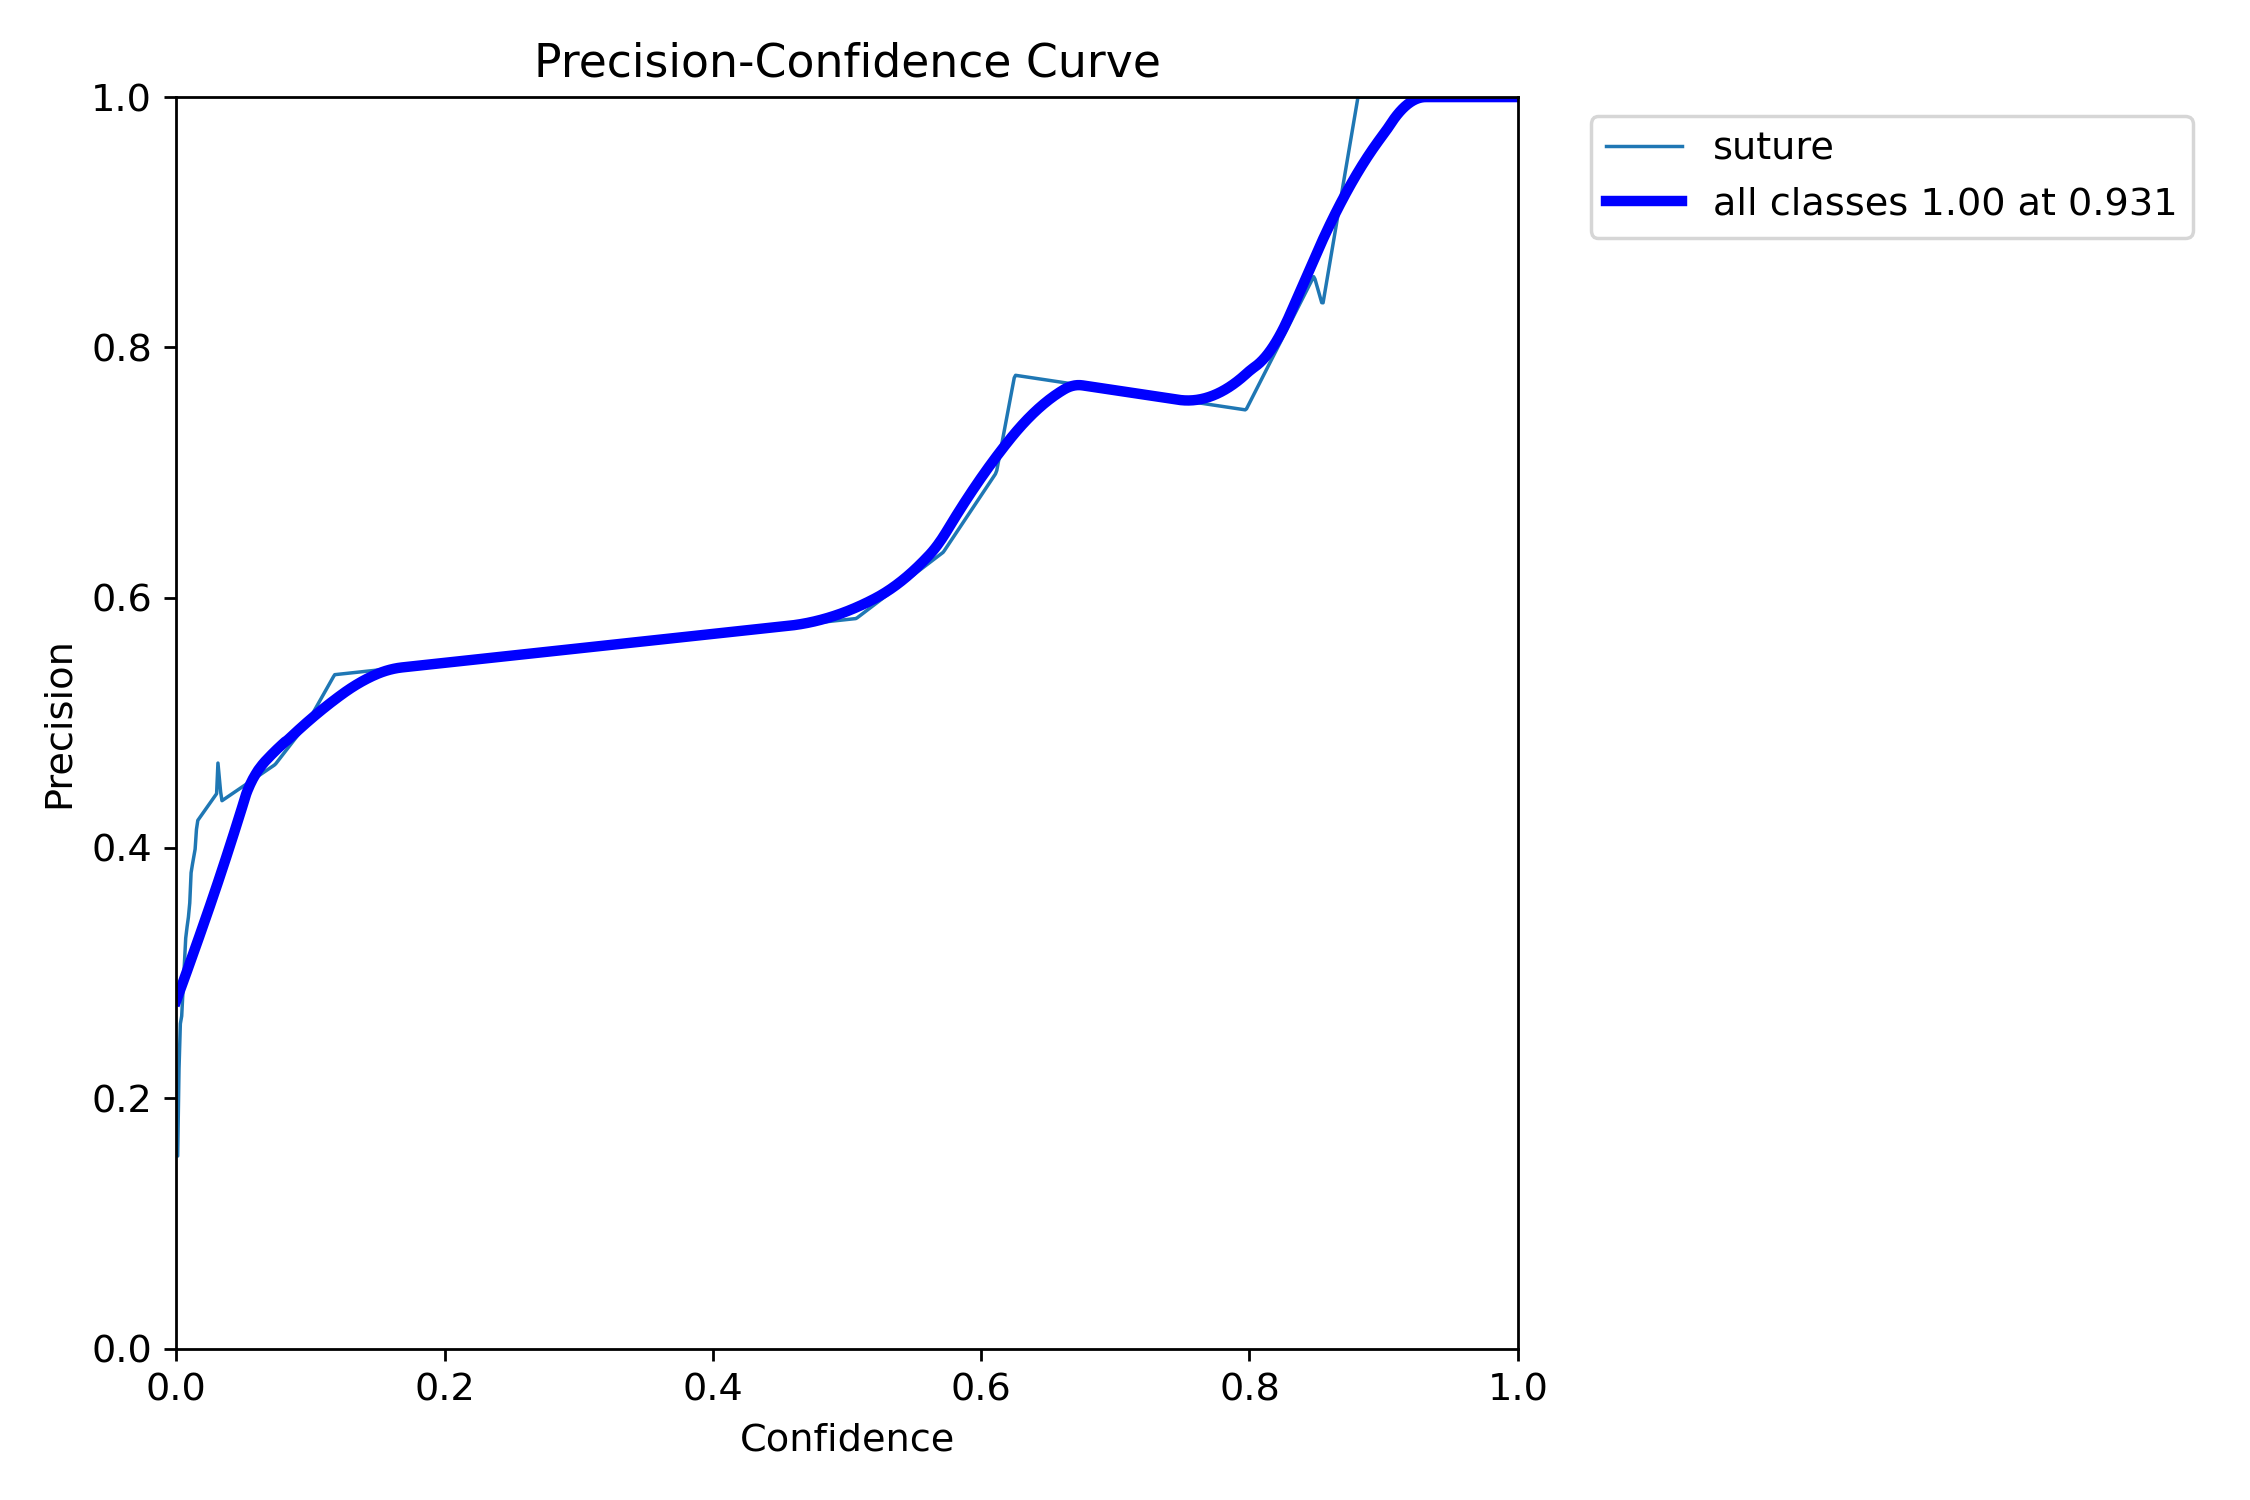 Precision-Confidence Curve
1.0
0.8
0.6
0.4
0.2
0.0
Precision
0.0 0.2 0.4 0.6 0.8 1.0
Confidence
suture
all classes 1.00 at 0.931